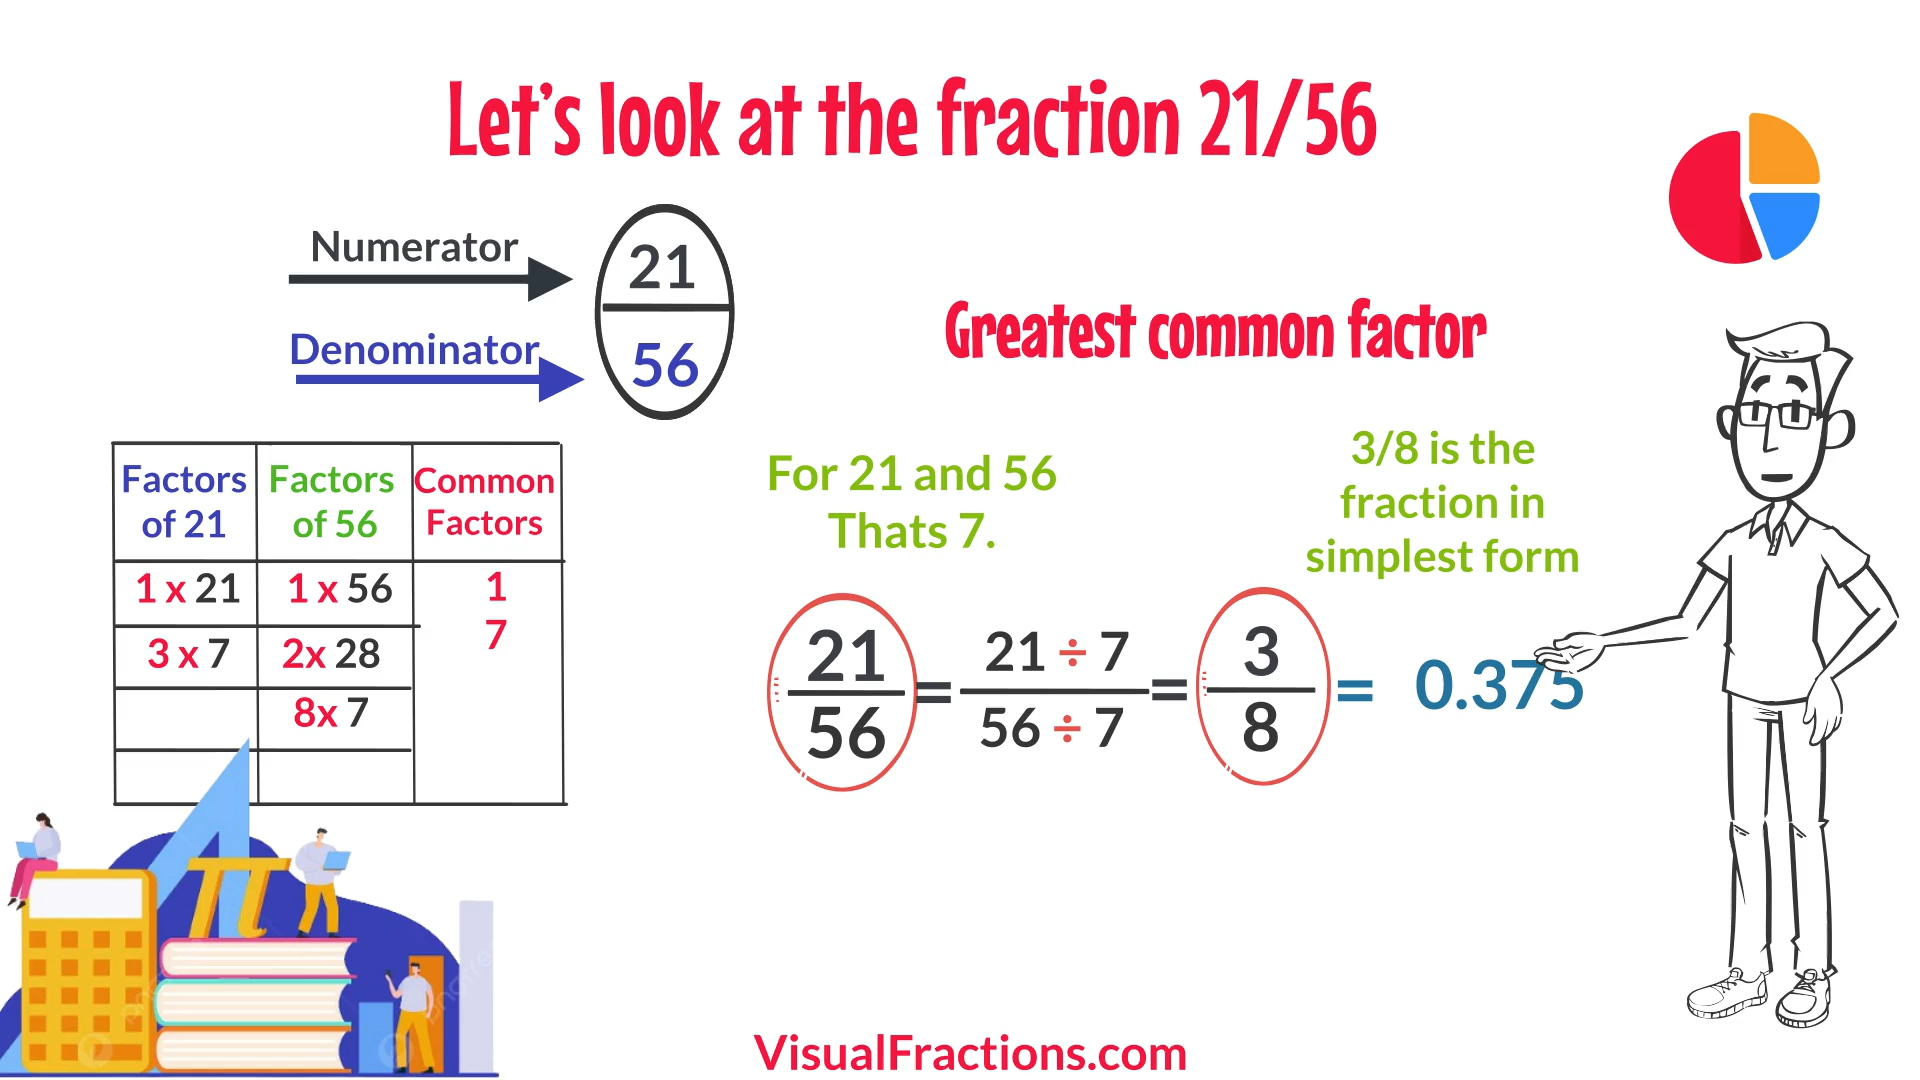 Let's look at the fraction 21/56
Numerator
21
Denominator
56
Greatest common factor
Factors
of 21
Factors
of 56
Common
Factors
1 x 21
1 x 56
1
3 x 7
2x 28
7
8x 7
For 21 and 56
Thats 7.
3/8 is the
fraction in
simplest form
21
56
=
21 ÷ 7
56 ÷ 7
=
3
8
= 0.375
π
VisualFractions.com